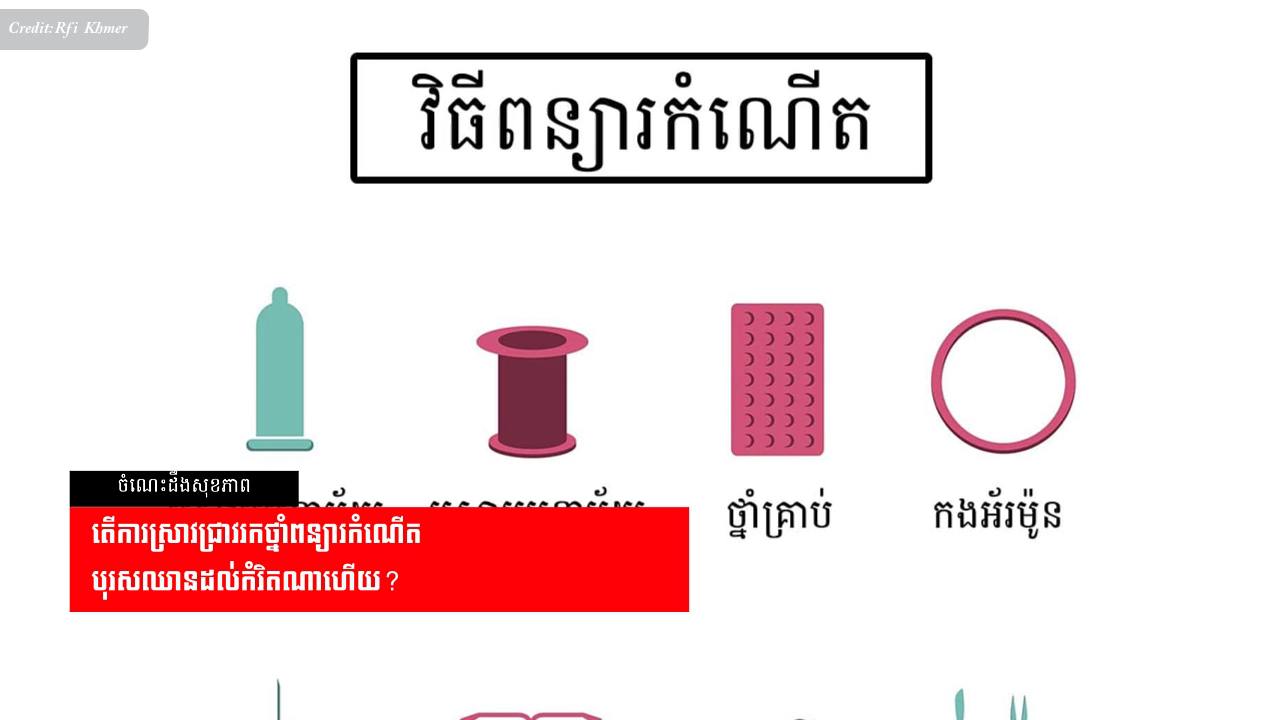 Credit:Rfi Khmer
វិធីពន្យារកំណើត
ថ្នាំគ្រាប់
កងអ័រម៉ូន
ចំណេះដឹងសុខភាព
តើការស្រាវជ្រាវរកថ្នាំពន្យារកំណើត
បុរសឈានដល់កំរិតណាហើយ?